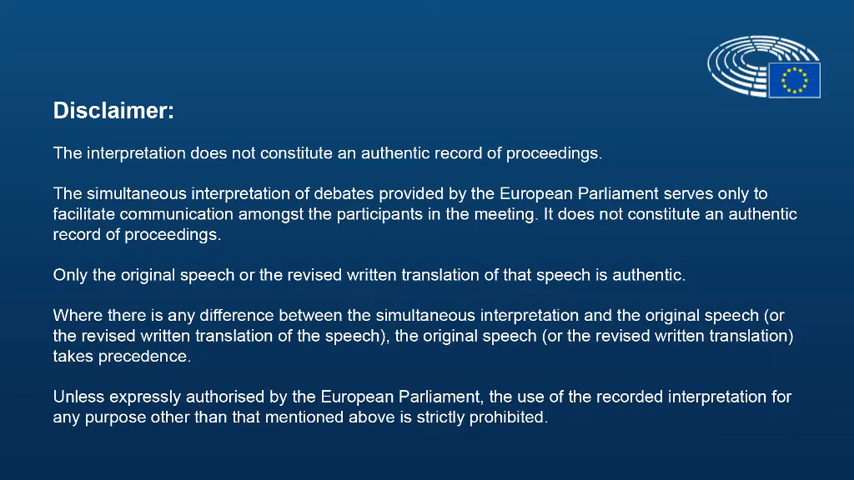 Disclaimer:
The interpretation does not constitute an authentic record of proceedings.
The simultaneous interpretation of debates provided by the European Parliament serves only to
facilitate communication amongst the participants in the meeting. It does not constitute an authentic
record of proceedings.
Only the original speech or the revised written translation of that speech is authentic.
Where there is any difference between the simultaneous interpretation and the original speech (or
the revised written translation of the speech), the original speech (or the revised written translation)
takes precedence.
Unless expressly authorised by the European Parliament, the use of the recorded interpretation for
any purpose other than that mentioned above is strictly prohibited.